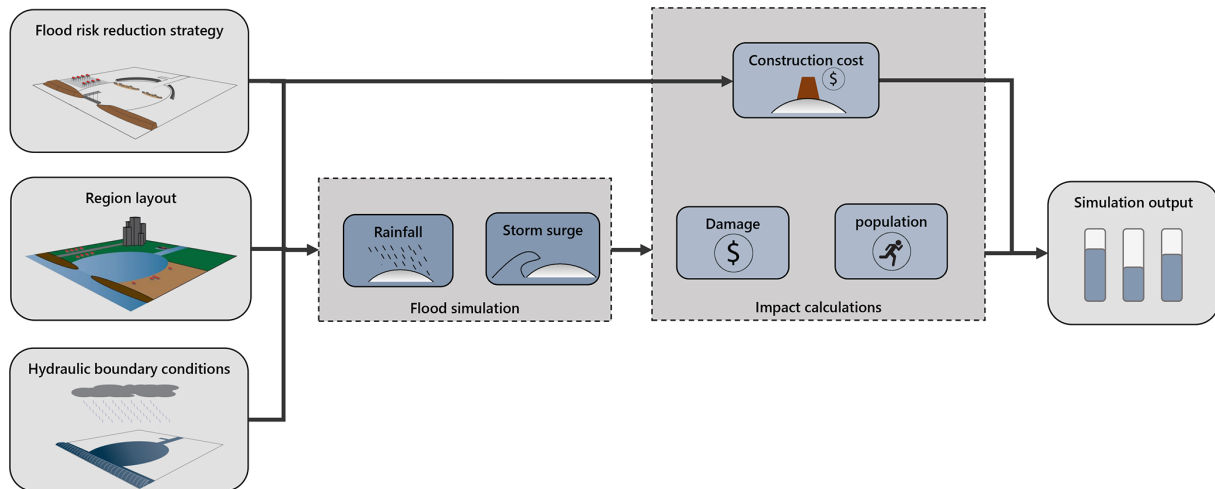 Flood risk reduction strategy
Construction cost
$
Region layout
Rainfall
Storm surge
Flood simulation
Damage
$
population
Impact calculations
Simulation output
Hydraulic boundary conditions